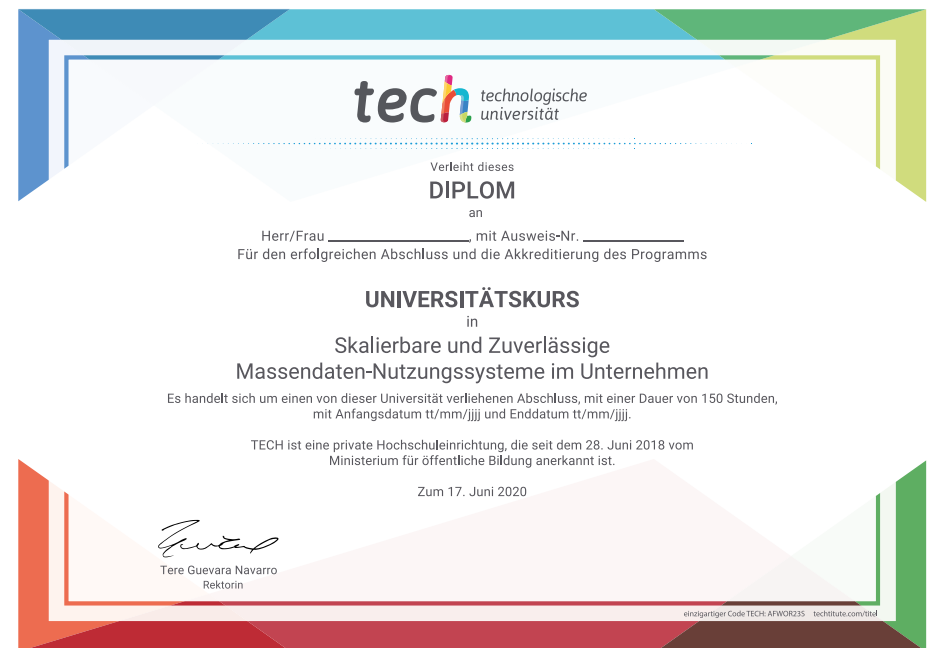 tech technologische
universität
Verleiht dieses
DIPLOM
an
Herr/Frau ____________________, mit Ausweis-Nr. ______________
Für den erfolgreichen Abschluss und die Akkreditierung des Programms
UNIVERSITÄTSKURS
in
Skalierbare und Zuverlässige
Massendaten-Nutzungssysteme im Unternehmen
Es handelt sich um einen von dieser Universität verliehenen Abschluss, mit einer Dauer von 150 Stunden,
mit Anfangsdatum tt/mm/jjjj und Enddatum tt/mm/jjjj.
TECH ist eine private Hochschuleinrichtung, die seit dem 28. Juni 2018 vom
Ministerium für öffentliche Bildung anerkannt ist.
Zum 17. Juni 2020
Tere Guevara Navarro
Rektorin
einzigartiger Code TECH: AFWOR23S techtitute.com/titel